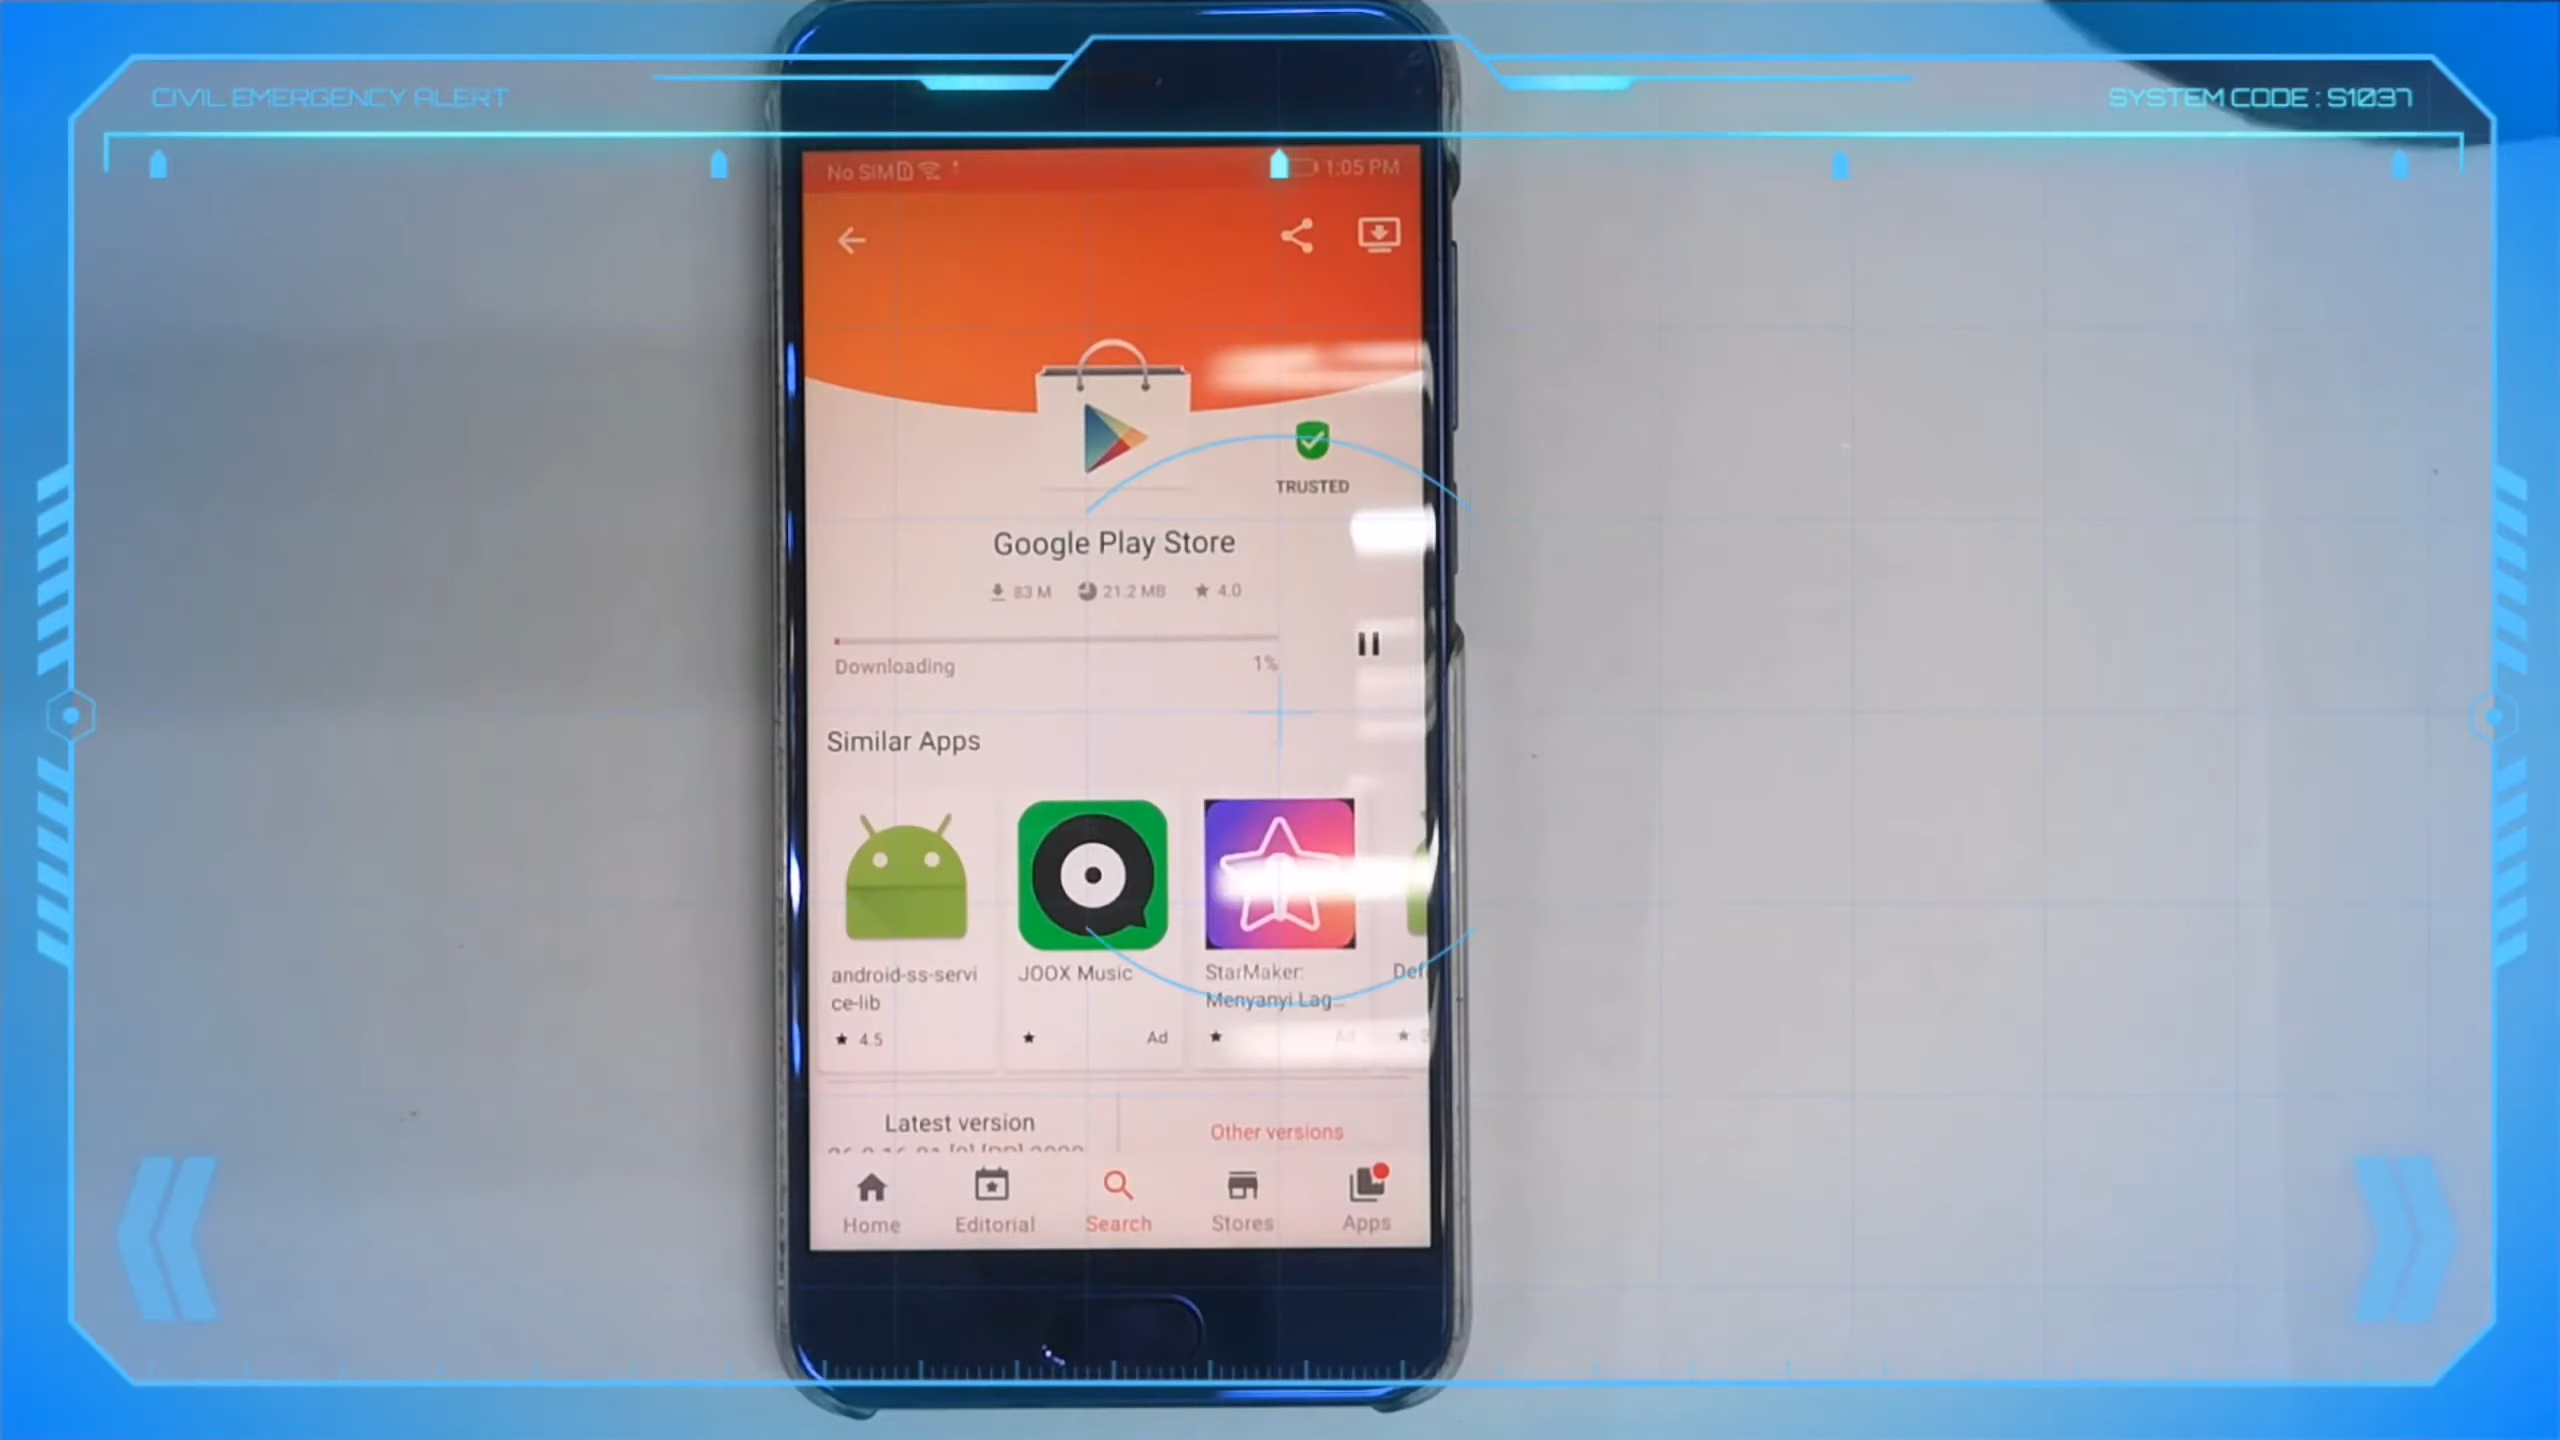 CIVIL EMERGENCY ALERT
SYSTEM CODE : S1037
No SIM
1:05 PM
TRUSTED
Google Play Store
83 M 21.2 MB 4.0
Downloading 1%
Similar Apps
android-ss-servi
ce-lib
JOOX Music
StarMaker:
Menyanyi Lag...
Def
4.5
Ad
Ad
Latest version
Other versions
Home
Editorial
Search
Stores
Apps